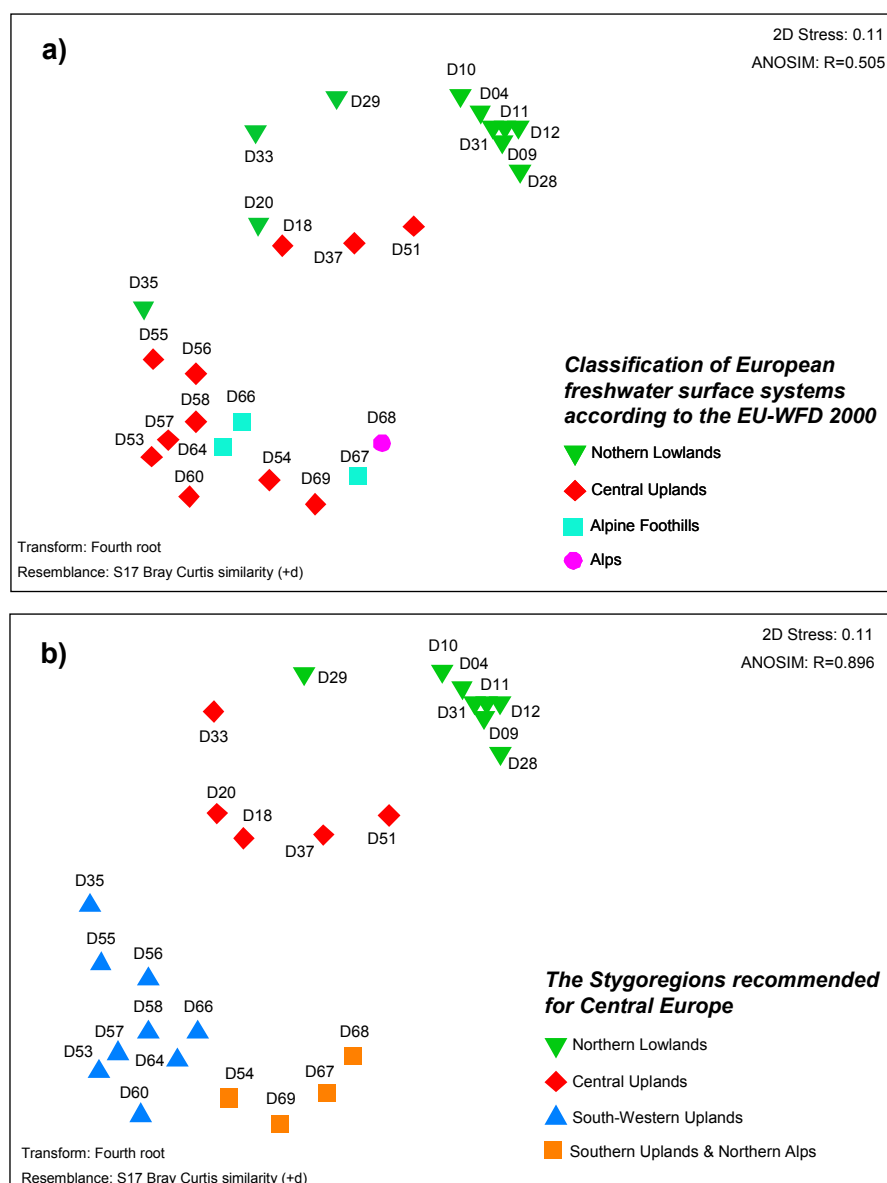 a)
2D Stress: 0.11
ANOSIM: R=0.505
D10
D04
D29
D11
D12
D31
D33
D09
D28
D20
D18
D37
D51
D35
D55
D56
D58
D66
D57
D53
D64
D68
D54
D67
D60
D69
Classification of European
freshwater surface systems
according to the EU-WFD 2000
Nothern Lowlands
Central Uplands
Alpine Foothills
Alps
Transform: Fourth root
Resemblance: S17 Bray Curtis similarity (+d)
b)
2D Stress: 0.11
ANOSIM: R=0.896
D10
D04
D29
D11
D12
D31
D33
D09
D28
D20
D18
D37
D51
D35
D55
D56
D58
D66
D57
D53
D64
D68
D54
D67
D60
D69
The Stygoregions recommended
for Central Europe
Northern Lowlands
Central Uplands
South-Western Uplands
Southern Uplands & Northern Alps
Transform: Fourth root
Resemblance: S17 Bray Curtis similarity (+d)